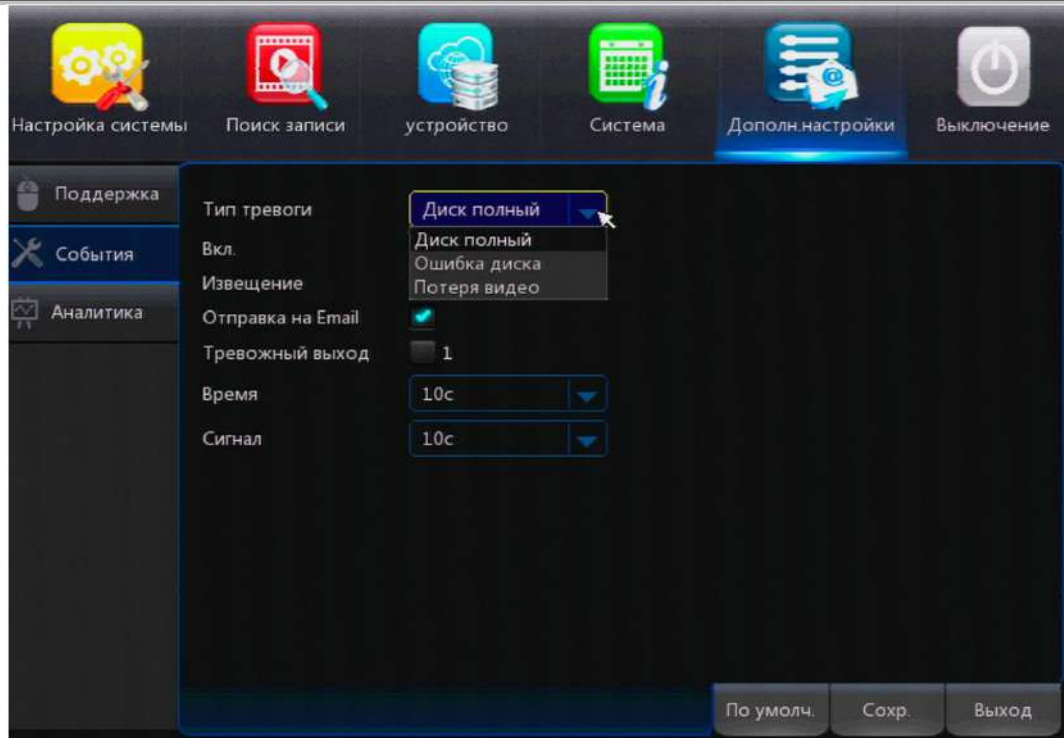 Настройка системы Поиск записи устройство Система Дополн.настройки Выключение
Поддержка
События
Аналитика
Тип тревоги Диск полный
Диск полный
Вкл.
Ошибка диска
Извещение Потеря видео
Отправка на Email
Тревожный выход 1
Время 10с
Сигнал 10с
По умолч. Сохр. Выход